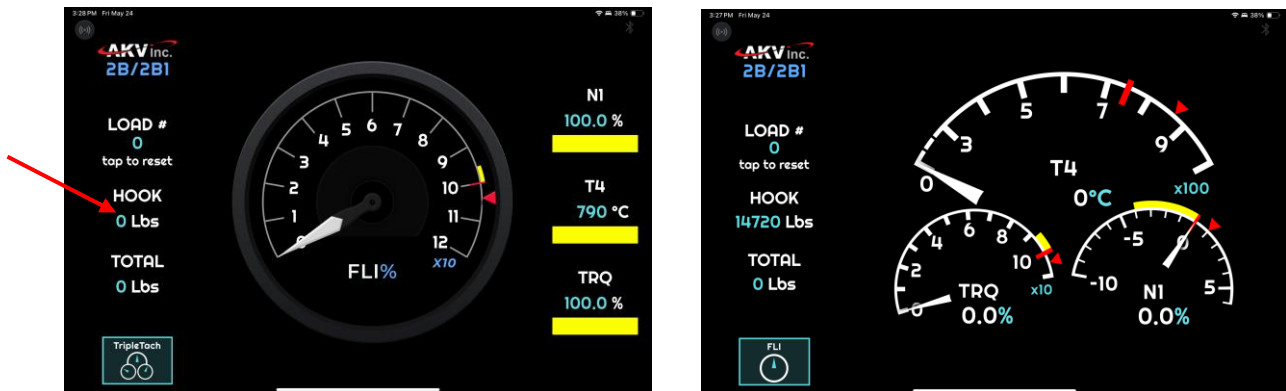 3:28 PM Fri May 24
38%
AKV inc.
2B/2B1
LOAD #
0
tap to reset
HOOK
0 Lbs
TOTAL
0 Lbs
TripleTach
0
1
2
3
4
5
6
7
8
9
10
11
12
X10
FLI%
N1
100.0 %
T4
790 °C
TRQ
100.0 %
3:27 PM Fri May 24
38%
AKV inc.
2B/2B1
LOAD #
0
tap to reset
HOOK
14720 Lbs
TOTAL
0 Lbs
FLI
0
3
5
7
9
x100
T4
0°C
0
2
4
6
8
10
x10
TRQ
0.0%
-10
-5
0
5
N1
0.0%